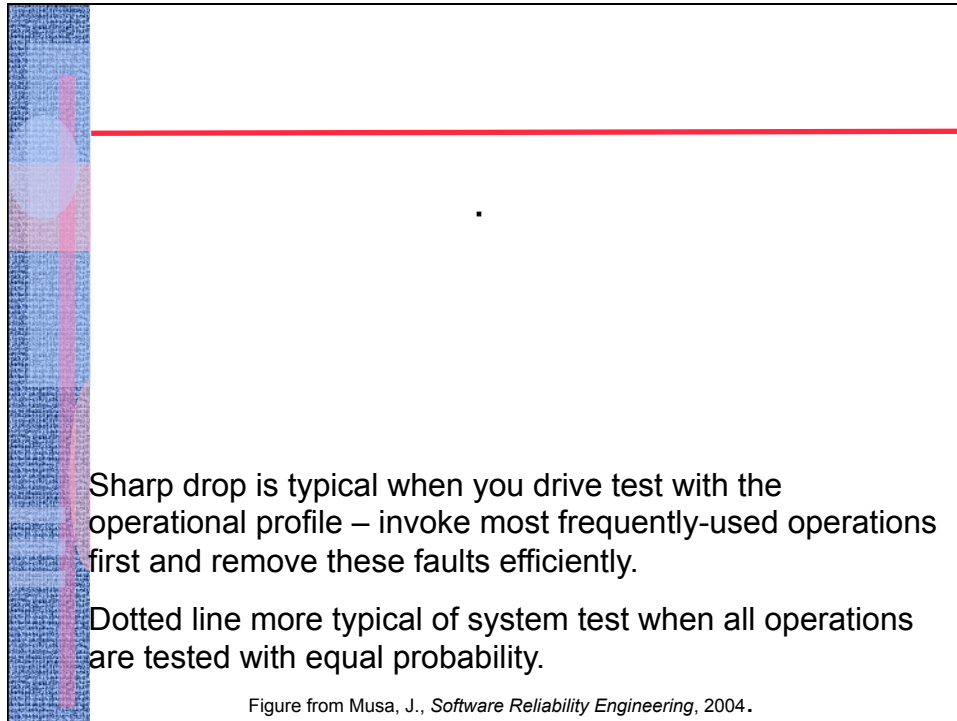 .
Sharp drop is typical when you drive test with the
operational profile – invoke most frequently-used operations
first and remove these faults efficiently.
Dotted line more typical of system test when all operations
are tested with equal probability.
Figure from Musa, J., Software Reliability Engineering, 2004.